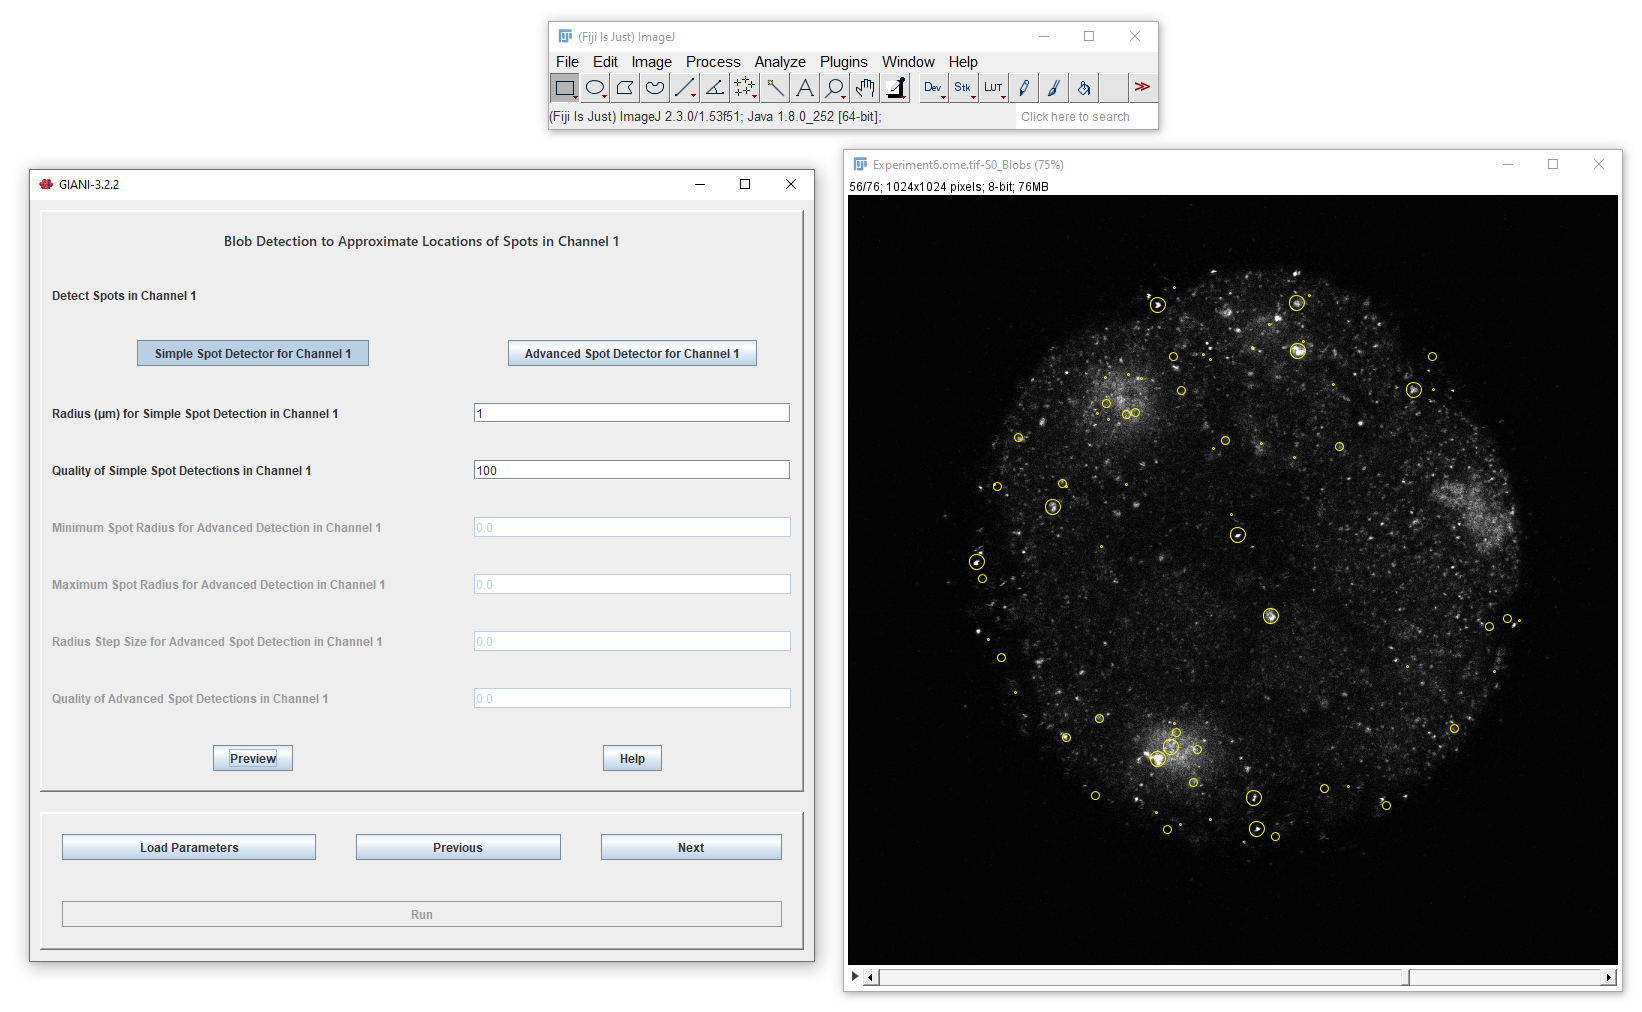 (Fiji Is Just) ImageJ
File Edit Image Process Analyze Plugins Window Help
Dev Stk LUT
(Fiji Is Just) ImageJ 2.3.0/1.53f51; Java 1.8.0_252 [64-bit];
Click here to search
GIANI-3.2.2
Blob Detection to Approximate Locations of Spots in Channel 1
Detect Spots in Channel 1
Simple Spot Detector for Channel 1
Advanced Spot Detector for Channel 1
Radius (µm) for Simple Spot Detection in Channel 1
1
Quality of Simple Spot Detections in Channel 1
100
Minimum Spot Radius for Advanced Detection in Channel 1
0.0
Maximum Spot Radius for Advanced Detection in Channel 1
0.0
Radius Step Size for Advanced Spot Detection in Channel 1
0.0
Quality of Advanced Spot Detections in Channel 1
0.0
Preview
Help
Load Parameters
Previous
Next
Run
Experiment6.ome.tif-S0_Blobs (75%)
56/76; 1024x1024 pixels; 8-bit; 76MB